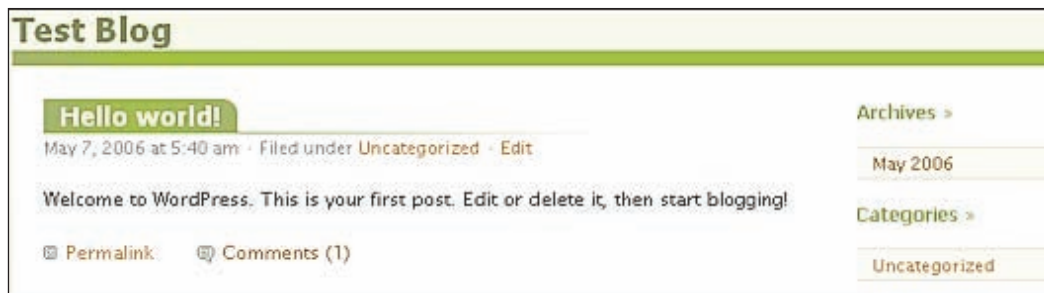 Test Blog
Hello world!
May 7, 2006 at 5:40 am · Filed under Uncategorized · Edit
Welcome to WordPress. This is your first post. Edit or delete it, then start blogging!
Permalink Comments (1)
Archives »
May 2006
Categories »
Uncategorized